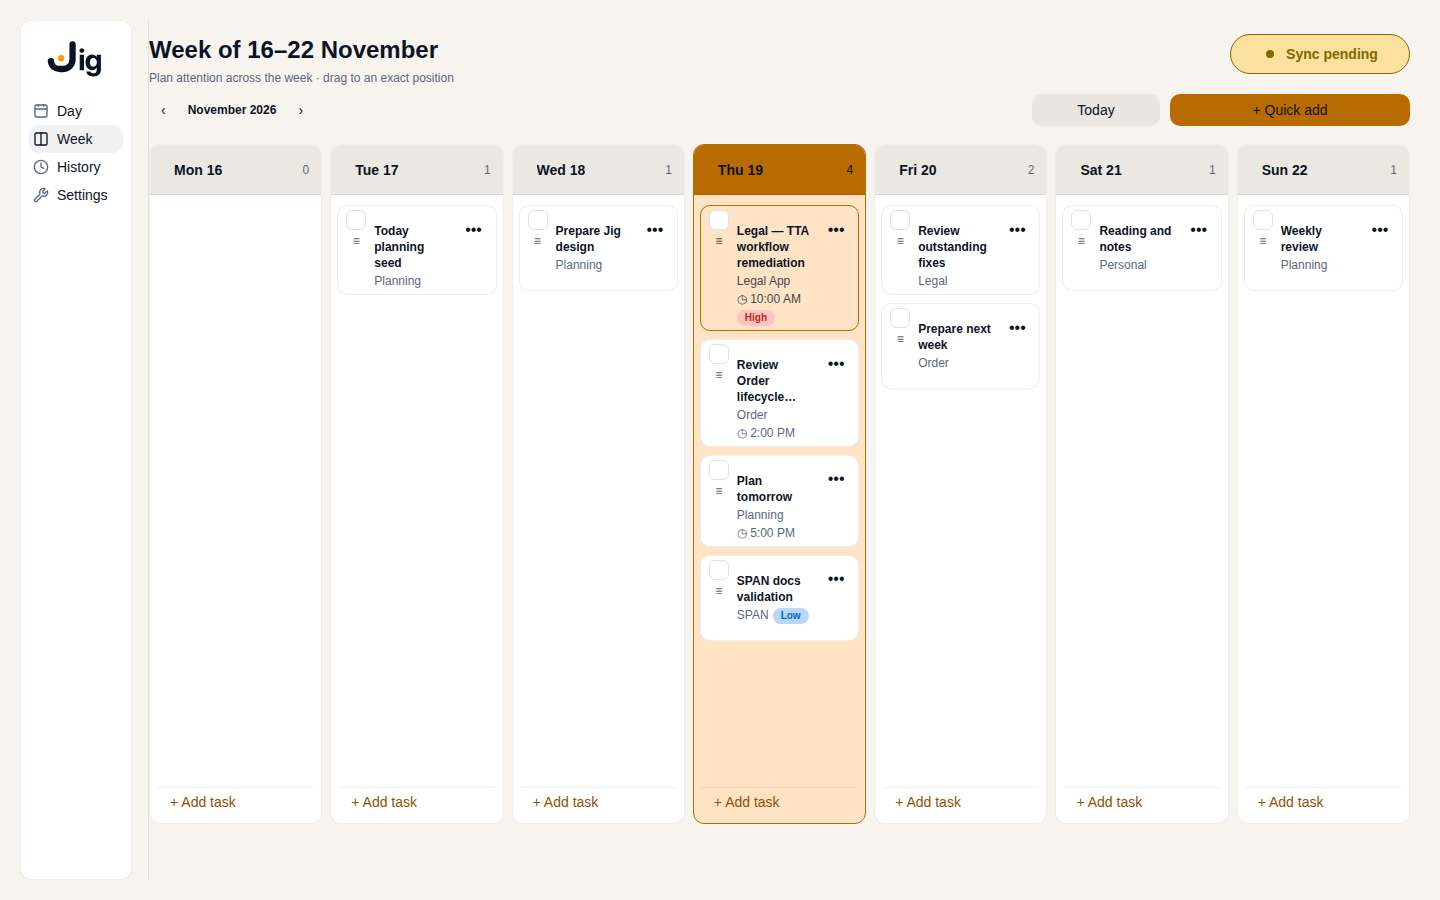 Jig
Day
Week
History
Settings
Week of 16–22 November
Plan attention across the week · drag to an exact position
Sync pending
‹ November 2026 ›
Today
+ Quick add
Mon 16 0
+ Add task
Tue 17 1
Today
planning
seed
Planning
•••
+ Add task
Wed 18 1
Prepare Jig
design
Planning
•••
+ Add task
Thu 19 4
Legal — TTA
workflow
remediation
Legal App
10:00 AM
High
•••
Review
Order
lifecycle…
Order
2:00 PM
•••
Plan
tomorrow
Planning
5:00 PM
•••
SPAN docs
validation
SPAN Low
•••
+ Add task
Fri 20 2
Review
outstanding
fixes
Legal
•••
Prepare next
week
Order
•••
+ Add task
Sat 21 1
Reading and
notes
Personal
•••
+ Add task
Sun 22 1
Weekly
review
Planning
•••
+ Add task